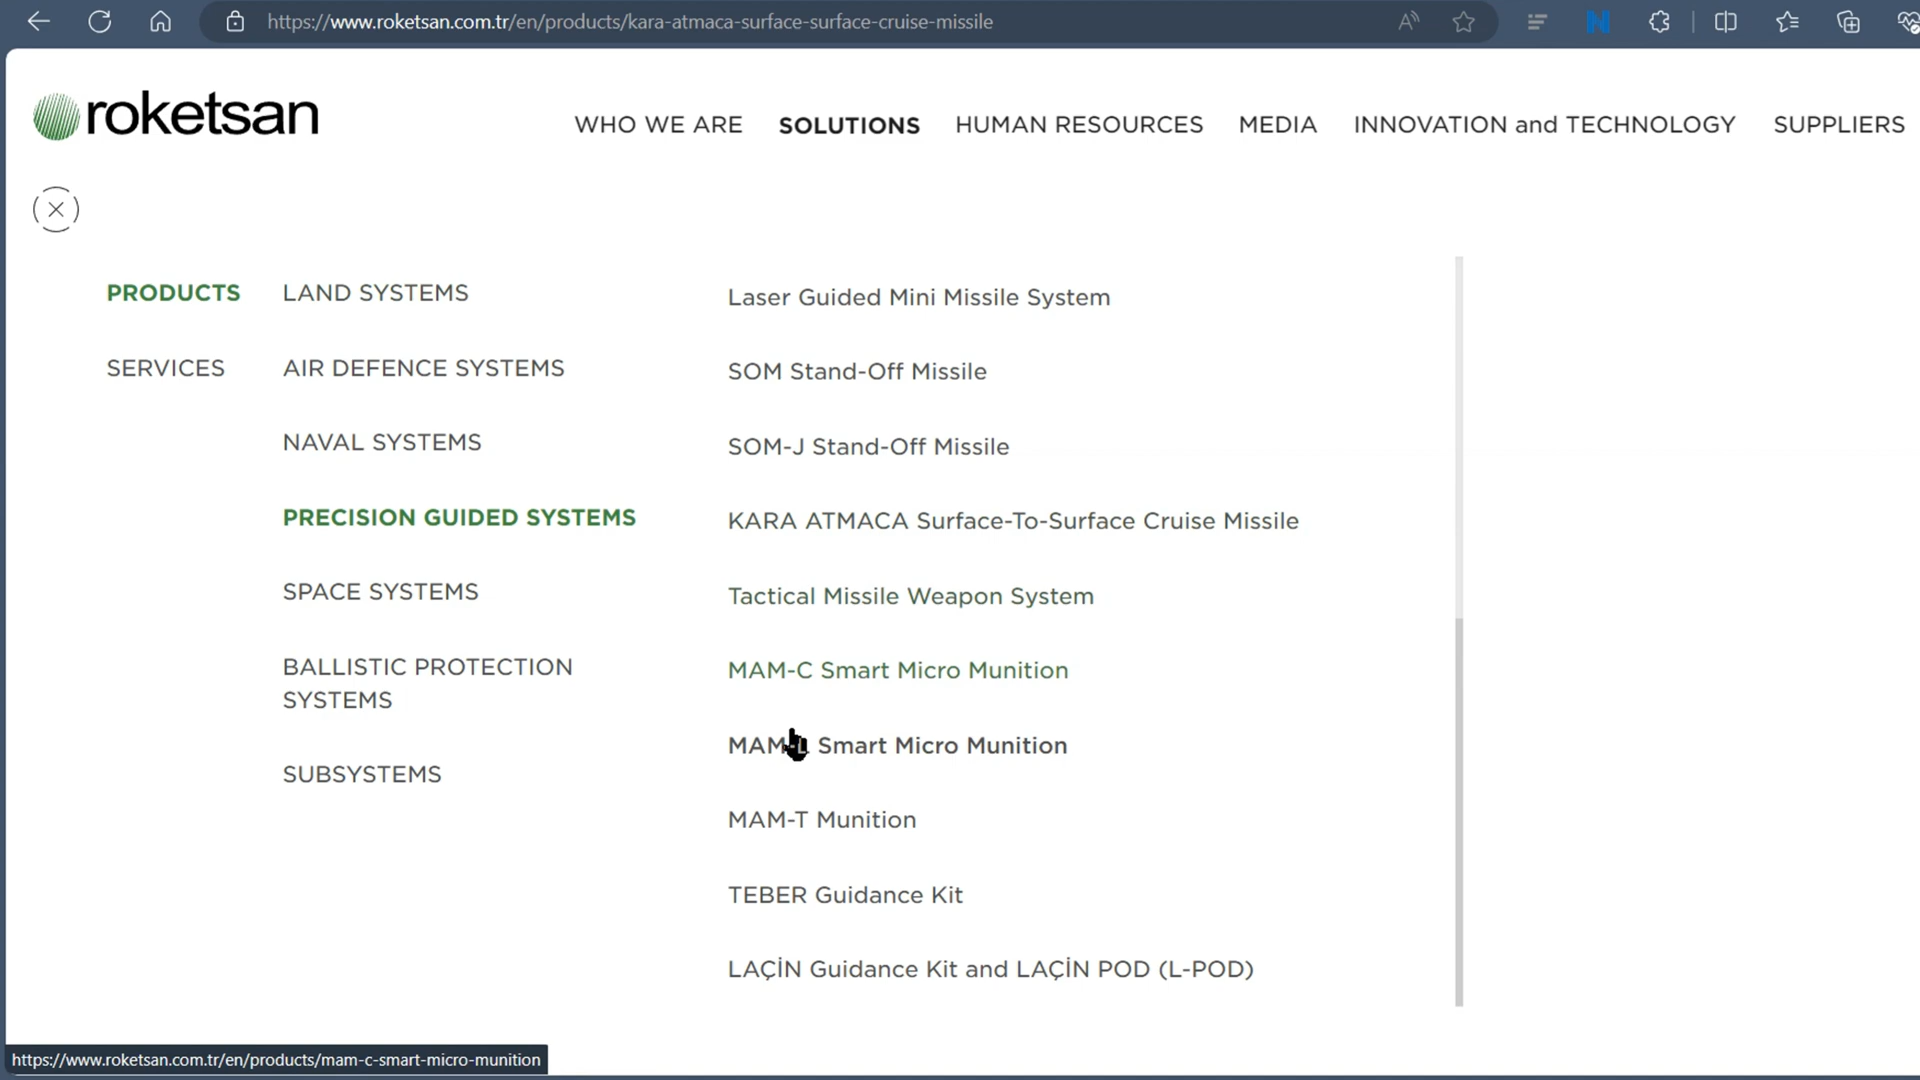 https://www.roketsan.com.tr/en/products/kara-atmaca-surface-surface-cruise-missile
roketsan
WHO WE ARE SOLUTIONS HUMAN RESOURCES MEDIA INNOVATION and TECHNOLOGY SUPPLIERS
PRODUCTS
SERVICES
LAND SYSTEMS
AIR DEFENCE SYSTEMS
NAVAL SYSTEMS
PRECISION GUIDED SYSTEMS
SPACE SYSTEMS
BALLISTIC PROTECTION
SYSTEMS
SUBSYSTEMS
Laser Guided Mini Missile System
SOM Stand-Off Missile
SOM-J Stand-Off Missile
KARA ATMACA Surface-To-Surface Cruise Missile
Tactical Missile Weapon System
MAM-C Smart Micro Munition
MAM-L Smart Micro Munition
MAM-T Munition
TEBER Guidance Kit
LAÇİN Guidance Kit and LAÇİN POD (L-POD)
https://www.roketsan.com.tr/en/products/mam-c-smart-micro-munition